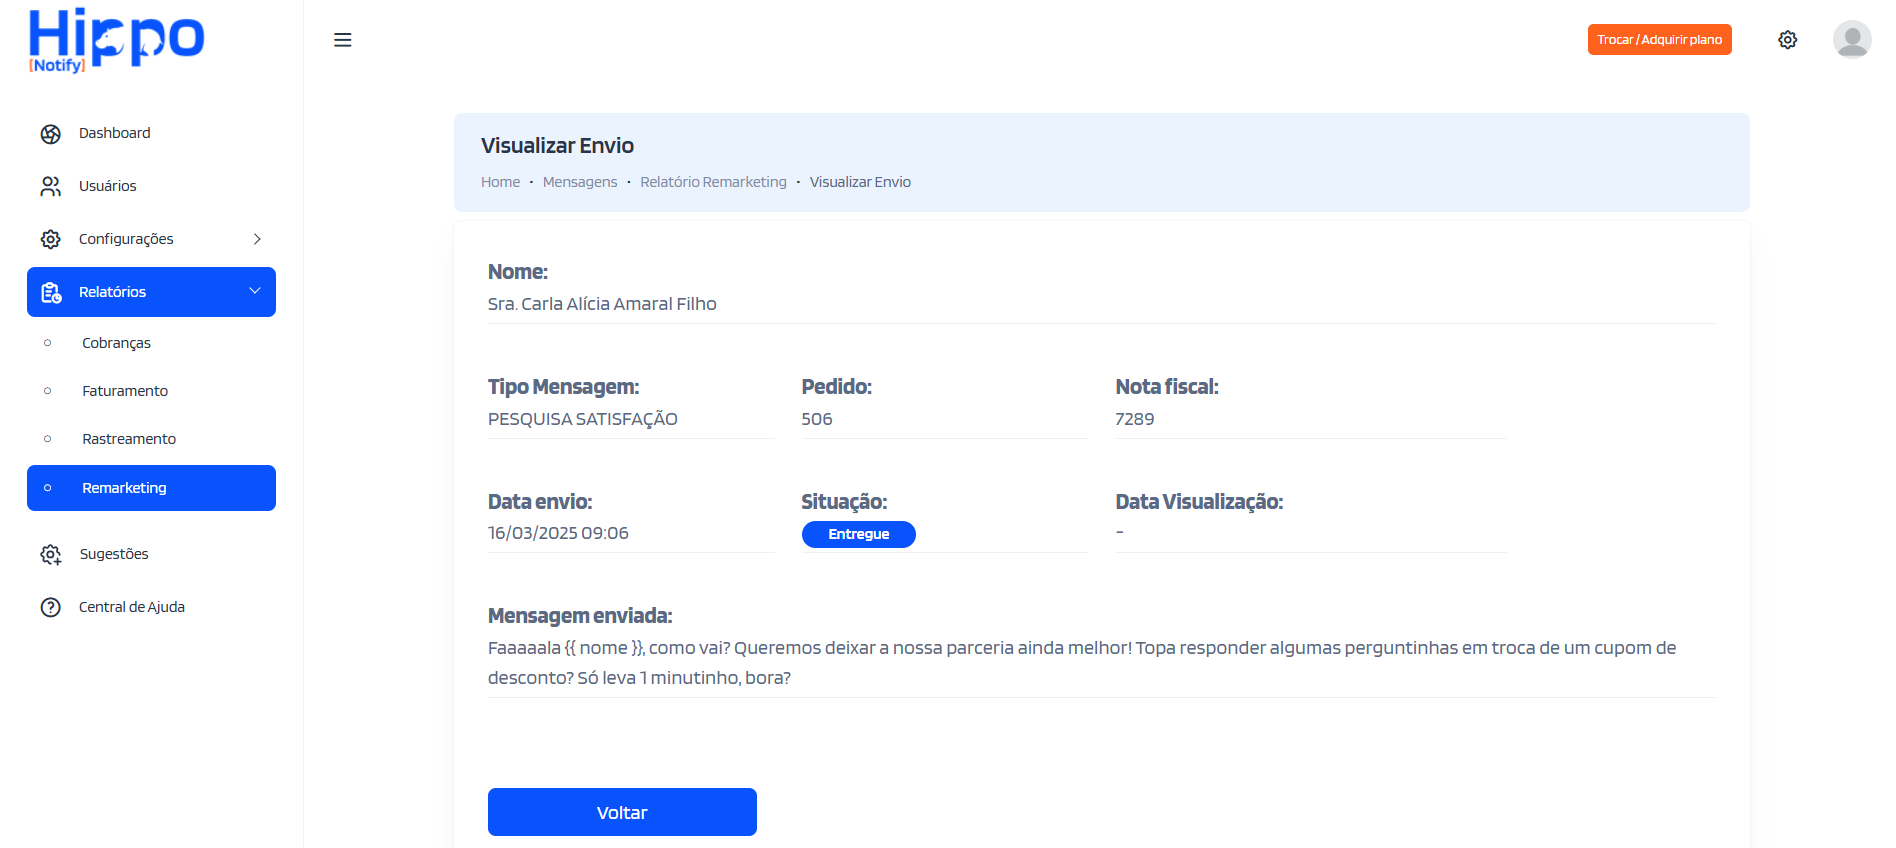 Hippo
[Notify]
Trocar / Adquirir plano
Dashboard
Usuários
Configurações
Relatórios
Cobranças
Faturamento
Rastreamento
Remarketing
Sugestões
Central de Ajuda
Visualizar Envio
Home • Mensagens • Relatório Remarketing • Visualizar Envio
Nome:
Sra. Carla Alícia Amaral Filho
Tipo Mensagem: Pedido: Nota fiscal:
PESQUISA SATISFAÇÃO 506 7289
Data envio: Situação: Data Visualização:
16/03/2025 09:06 Entregue -
Mensagem enviada:
Faaaaala {{ nome }}, como vai? Queremos deixar a nossa parceria ainda melhor! Topa responder algumas perguntinhas em troca de um cupom de
desconto? Só leva 1 minutinho, bora?
Voltar